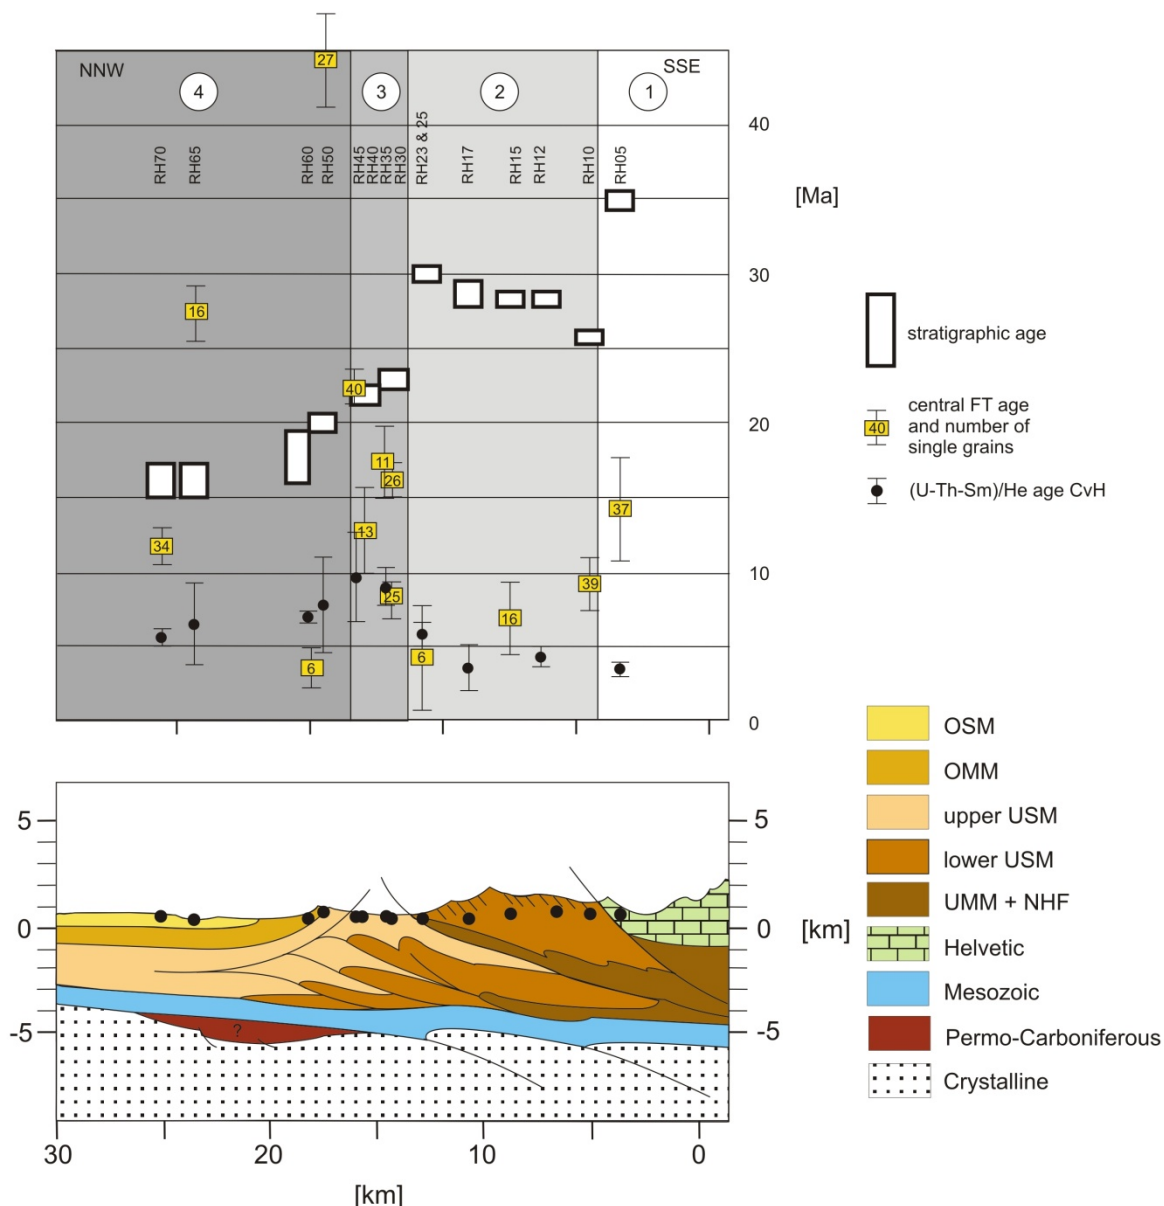 NNW
SSE
27
4
3
2
1
40
RH70
RH65
RH60
RH50
RH45
RH40
RH35
RH30
RH23 & 25
RH17
RH15
RH12
RH10
RH05
[Ma]
30
16
40
20
11
26
37
13
34
10
39
25
16
6
6
0
stratigraphic age
central FT age
40
and number of
single grains
(U-Th-Sm)/He age CvH
OSM
OMM
upper USM
lower USM
UMM + NHF
Helvetic
Mesozoic
Permo-Carboniferous
Crystalline
5
5
0
0
[km]
-5
-5
?
30
20
10
0
[km]